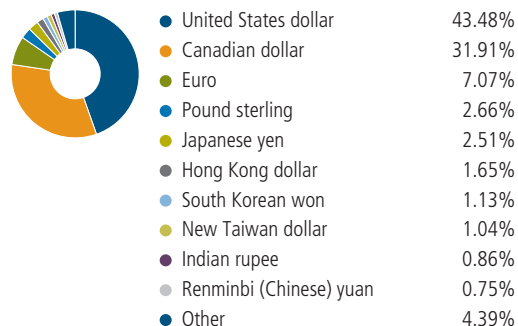 United States dollar 43.48%
Canadian dollar 31.91%
Euro 7.07%
Pound sterling 2.66%
Japanese yen 2.51%
Hong Kong dollar 1.65%
South Korean won 1.13%
New Taiwan dollar 1.04%
Indian rupee 0.86%
Renminbi (Chinese) yuan 0.75%
Other 4.39%